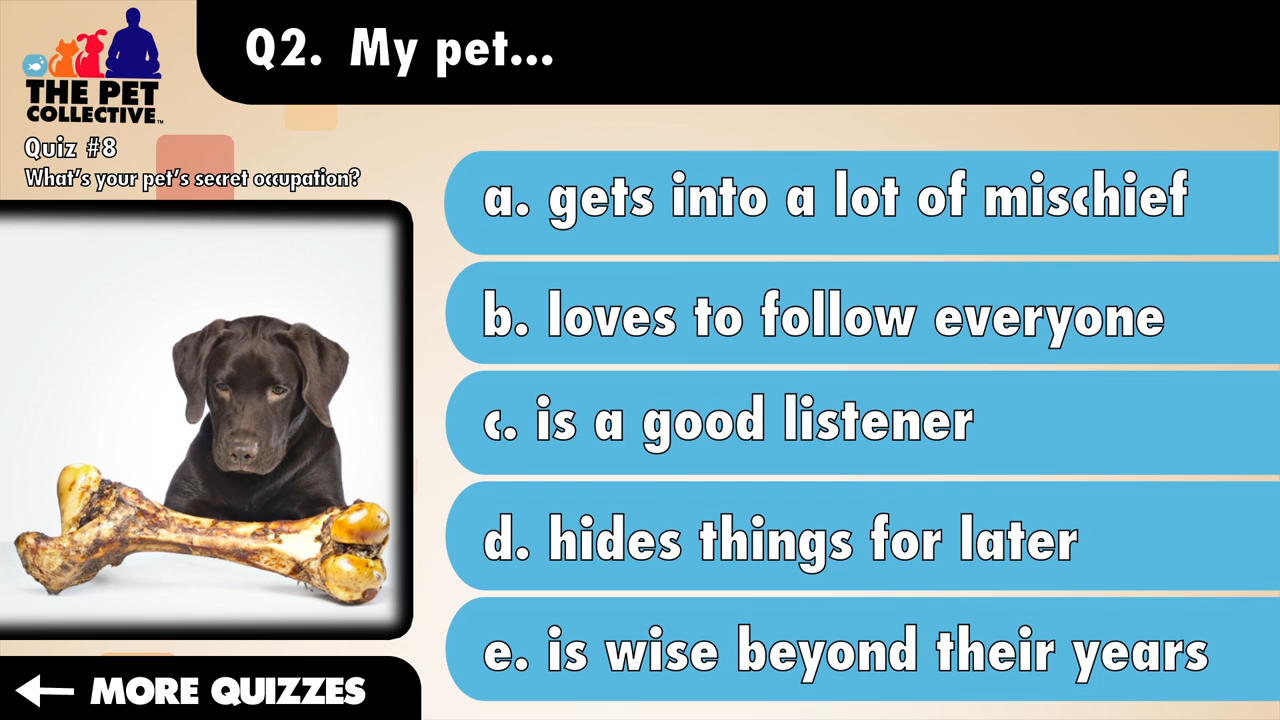 THE PET
COLLECTIVE™
Quiz #8
What's your pet's secret occupation?
Q2. My pet...
a. gets into a lot of mischief
b. loves to follow everyone
c. is a good listener
d. hides things for later
e. is wise beyond their years
MORE QUIZZES